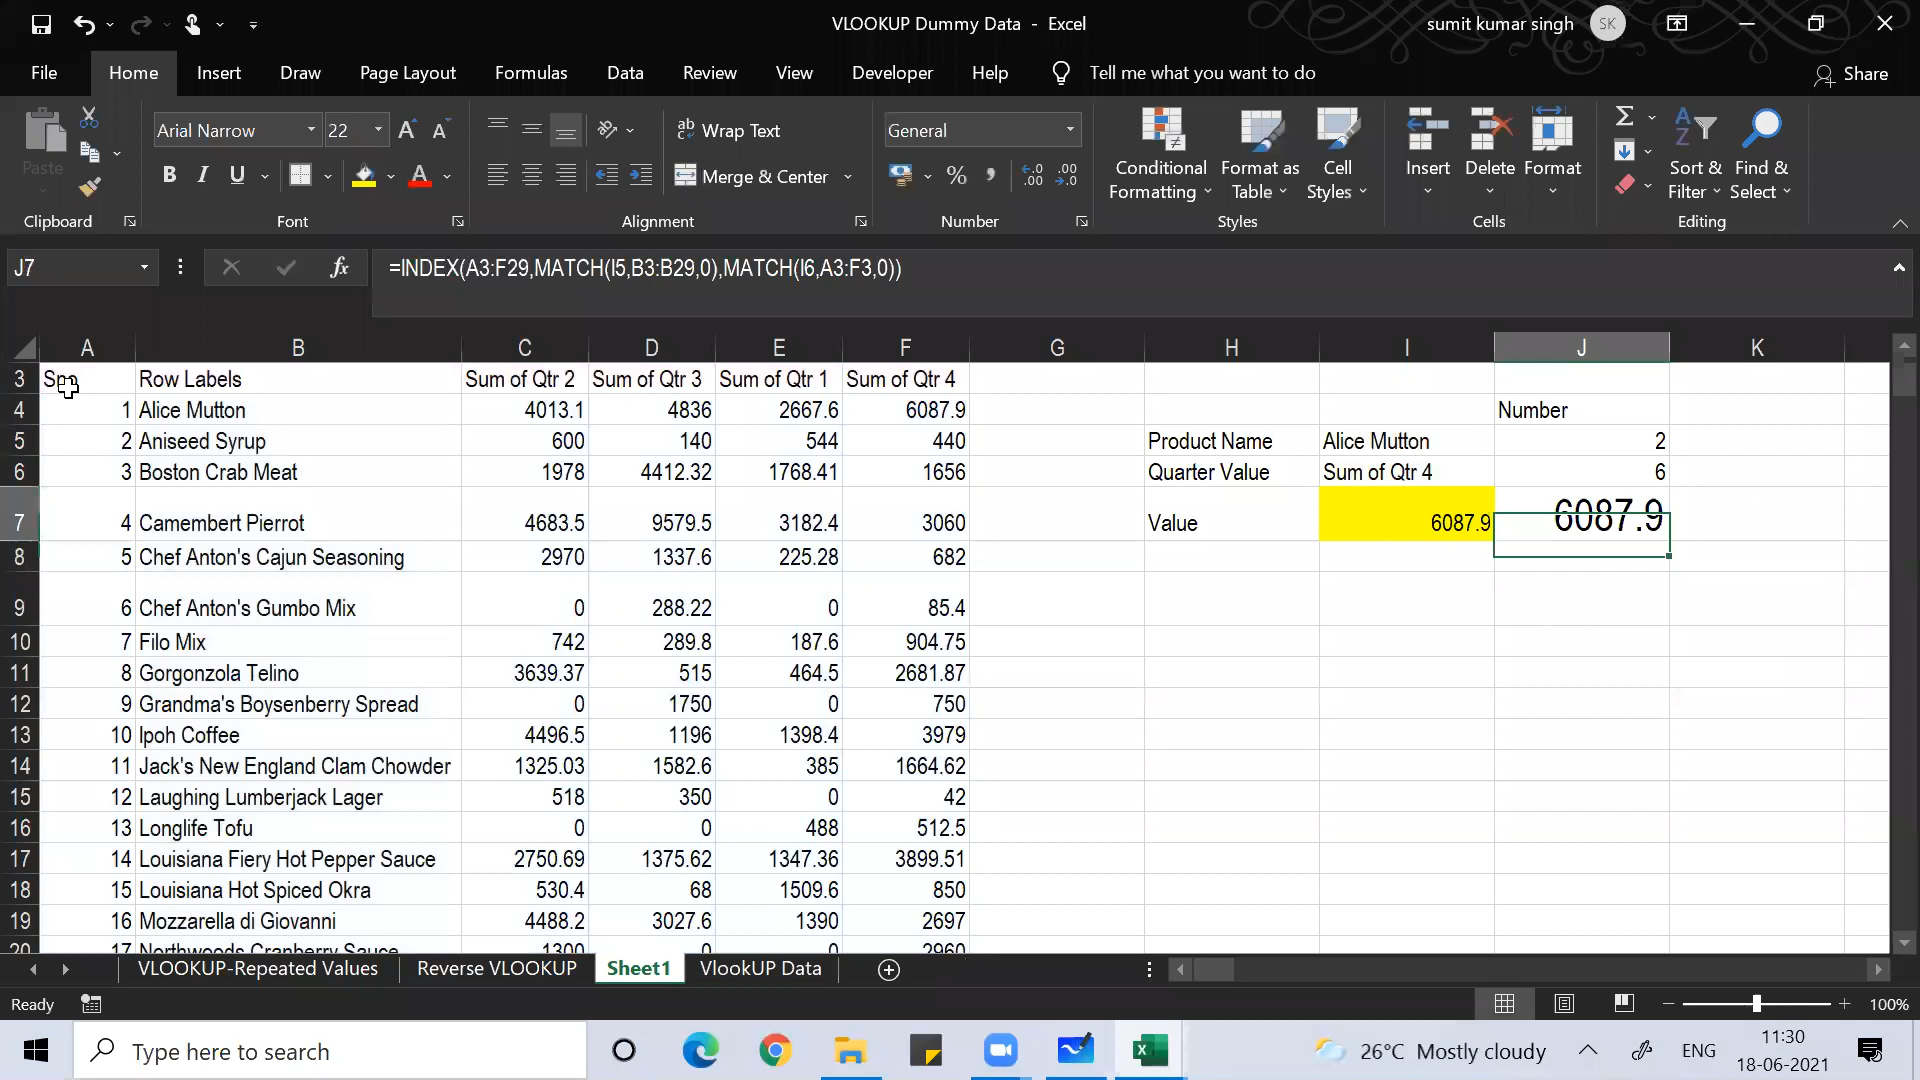 VLOOKUP Dummy Data - Excel
sumit kumar singh SK
File Home Insert Draw Page Layout Formulas Data Review View Developer Help Tell me what you want to do Share
Paste
Clipboard
Arial Narrow 22 A A
B I U A
Font
Wrap Text
Merge & Center
Alignment
General
% , .00 .00
Number
Conditional Formatting
Format as Table
Cell Styles
Styles
Insert Delete Format
Cells
Sort & Filter
Find & Select
Editing
J7 fx =INDEX(A3:F29,MATCH(I5,B3:B29,0),MATCH(I6,A3:F3,0))
A B C D E F G H I J K
3 Row Labels Sum of Qtr 2 Sum of Qtr 3 Sum of Qtr 1 Sum of Qtr 4
4 1 Alice Mutton 4013.1 4836 2667.6 6087.9 Number
5 2 Aniseed Syrup 600 140 544 440 Product Name Alice Mutton 2
6 3 Boston Crab Meat 1978 4412.32 1768.41 1656 Quarter Value Sum of Qtr 4 6
7 4 Camembert Pierrot 4683.5 9579.5 3182.4 3060 Value 6087.9 6087.9
8 5 Chef Anton's Cajun Seasoning 2970 1337.6 225.28 682
9 6 Chef Anton's Gumbo Mix 0 288.22 0 85.4
10 7 Filo Mix 742 289.8 187.6 904.75
11 8 Gorgonzola Telino 3639.37 515 464.5 2681.87
12 9 Grandma's Boysenberry Spread 0 1750 0 750
13 10 Ipoh Coffee 4496.5 1196 1398.4 3979
14 11 Jack's New England Clam Chowder 1325.03 1582.6 385 1664.62
15 12 Laughing Lumberjack Lager 518 350 0 42
16 13 Longlife Tofu 0 0 488 512.5
17 14 Louisiana Fiery Hot Pepper Sauce 2750.69 1375.62 1347.36 3899.51
18 15 Louisiana Hot Spiced Okra 530.4 68 1509.6 850
19 16 Mozzarella di Giovanni 4488.2 3027.6 1390 2697
20 17 Northwoods Cranberry Sauce 1300 0 0 2960
VLOOKUP-Repeated Values Reverse VLOOKUP Sheet1 VlookUP Data
Ready 100%
Type here to search
26°C Mostly cloudy ENG
11:30
18-06-2021